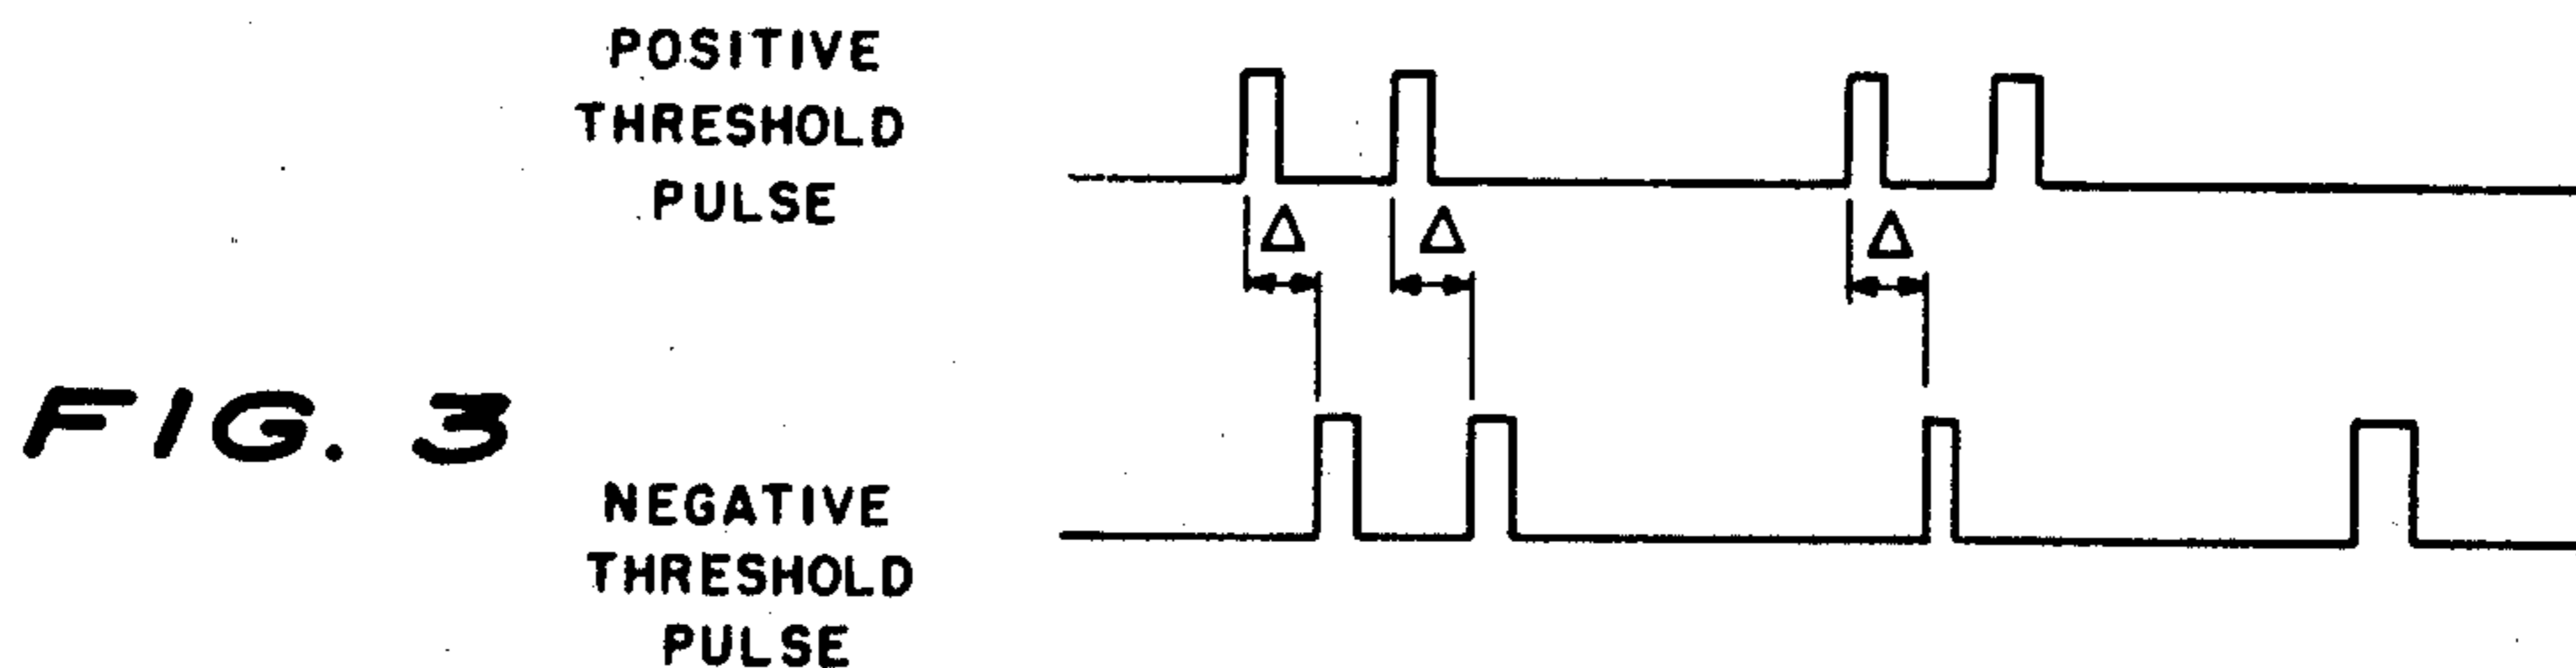 POSITIVE
THRESHOLD
PULSE
Δ Δ Δ
FIG. 3
NEGATIVE
THRESHOLD
PULSE